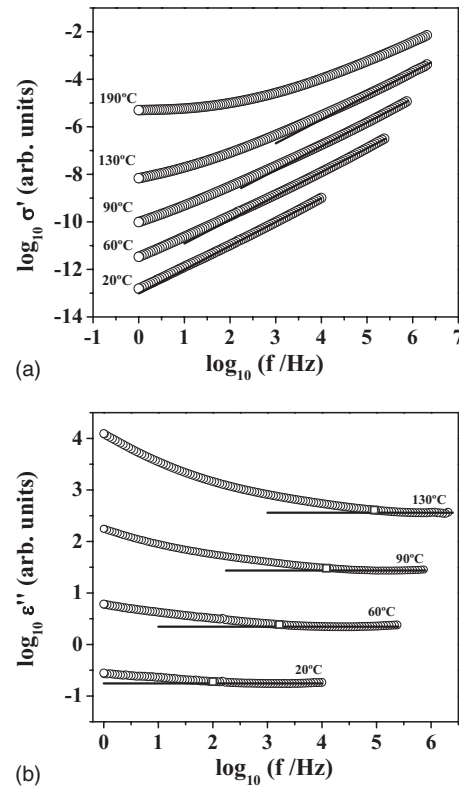 -2
-4
-6
-8
-10
-12
-14
190ºC
130ºC
90ºC
60ºC
20ºC
log10 σ' (arb. units)
-1 0 1 2 3 4 5 6 7
log10 (f /Hz)
(a)
4
3
2
1
0
-1
130ºC
90ºC
60ºC
20ºC
log10 ε'' (arb. units)
0 1 2 3 4 5 6
log10 (f /Hz)
(b)